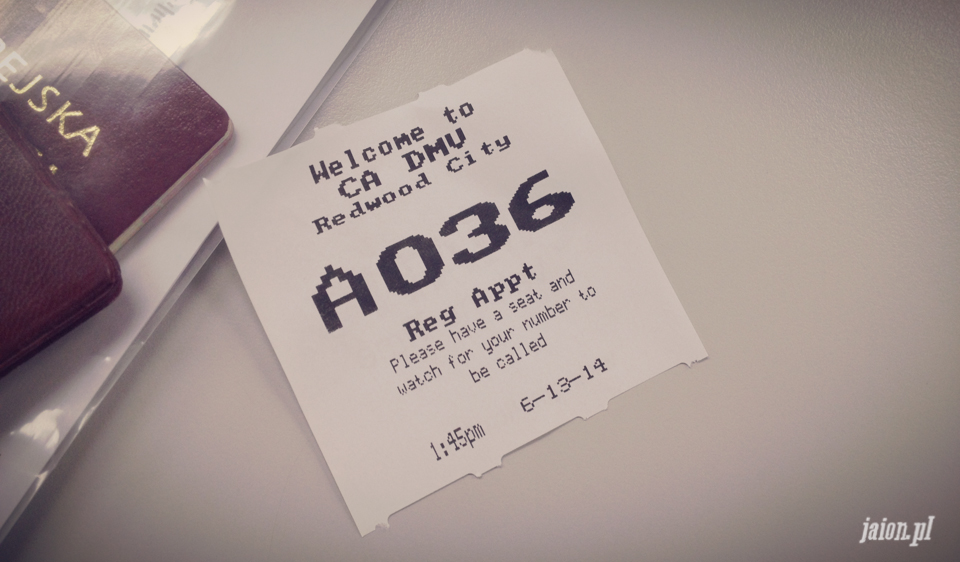 EJSKA
Welcome to
CA DMV
Redwood City
A036
Reg Appt
Please have a seat and
watch for your number to
be called
1:45pm 6-13-14
jaion.pl